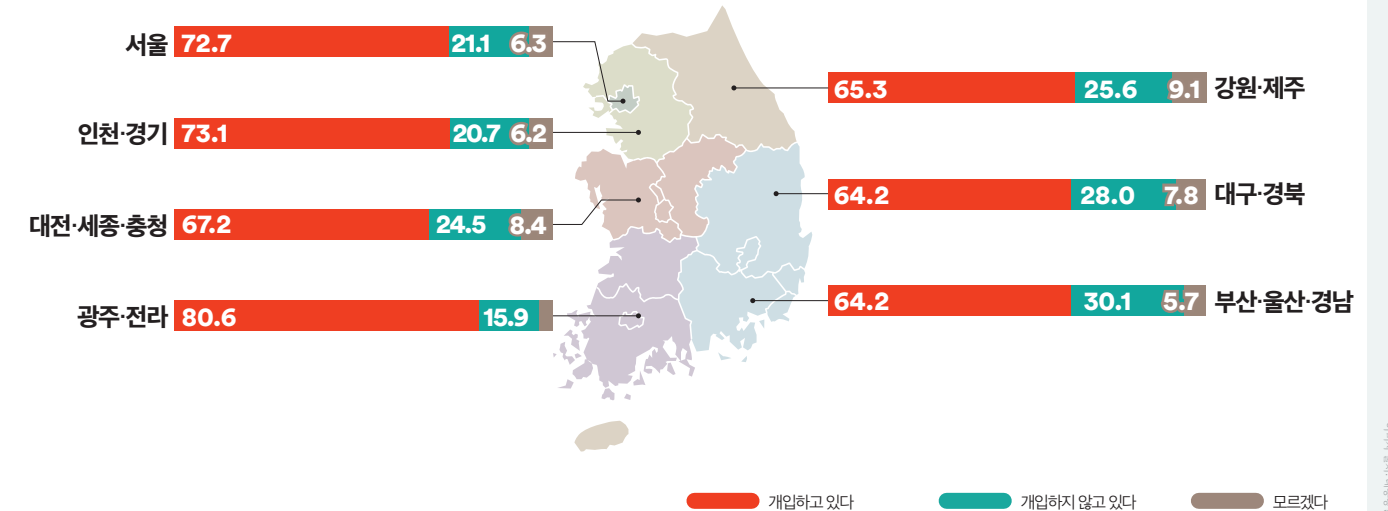 서울 72.7 21.1 6.3
인천·경기 73.1 20.7 6.2
대전·세종·충청 67.2 24.5 8.4
광주·전라 80.6 15.9
65.3 25.6 9.1 강원·제주
64.2 28.0 7.8 대구·경북
64.2 30.1 5.7 부산·울산·경남
개입하고 있다 개입하지 않고 있다 모르겠다